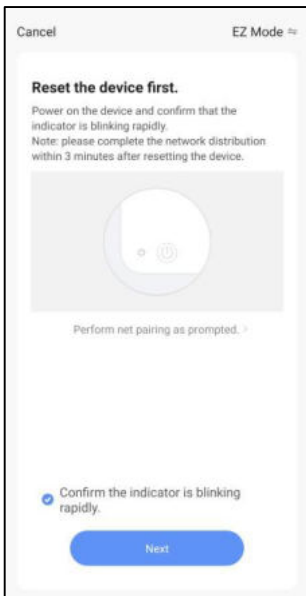 Cancel
EZ Mode
Reset the device first.
Power on the device and confirm that the
indicator is blinking rapidly.
Note: please complete the network distribution
within 3 minutes after resetting the device.
Perform net pairing as prompted. >
Confirm the indicator is blinking
rapidly.
Next